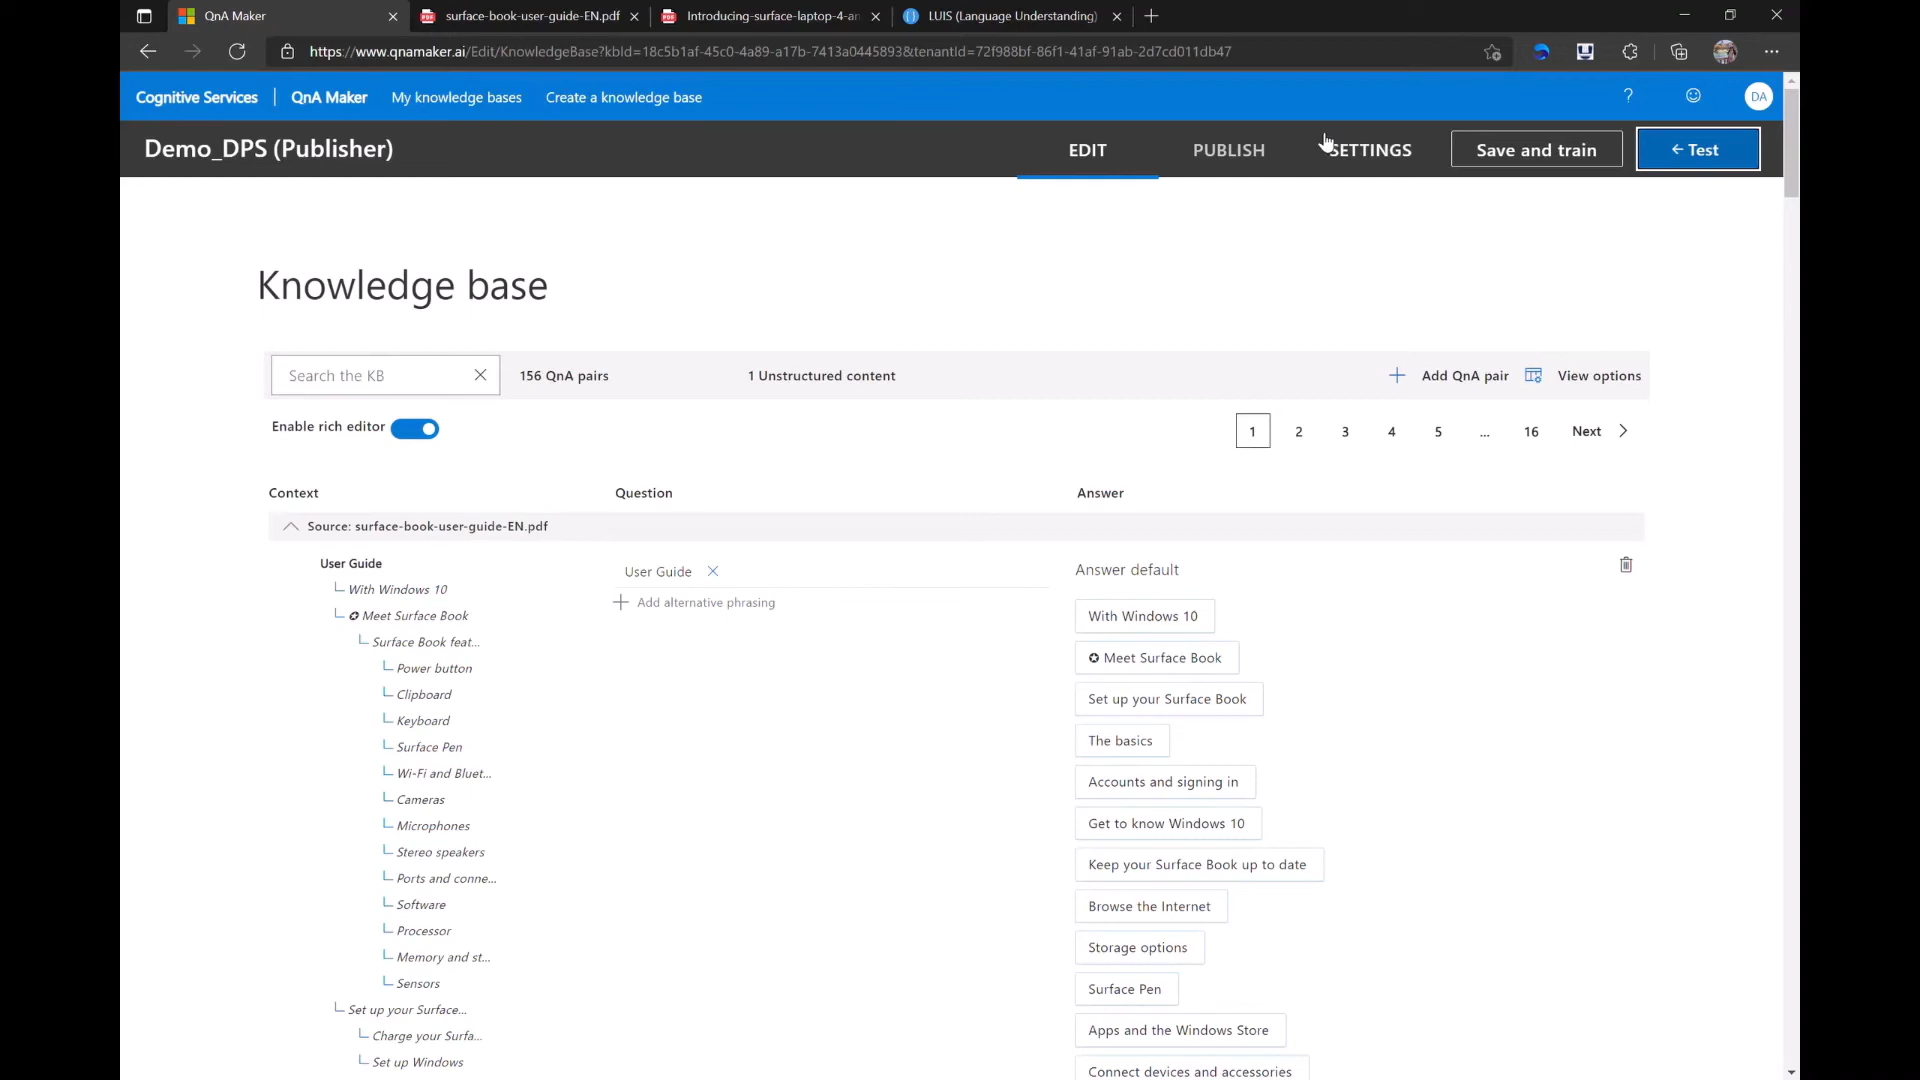 QnA Maker
surface-book-user-guide-EN.pdf
Introducing-surface-laptop-4-an
LUIS (Language Understanding)
https://www.qnamaker.ai/Edit/KnowledgeBase?kbId=18c5b1af-45c0-4a89-a17b-7413a0445893&tenantId=72f988bf-86f1-41af-91ab-2d7cd011db47
Cognitive Services | QnA Maker My knowledge bases Create a knowledge base ? DA
Demo_DPS (Publisher) EDIT PUBLISH SETTINGS Save and train ← Test
Knowledge base
Search the KB 156 QnA pairs 1 Unstructured content Add QnA pair View options
Enable rich editor 1 2 3 4 5 ... 16 Next
Context Question Answer
Source: surface-book-user-guide-EN.pdf
User Guide
With Windows 10
✪ Meet Surface Book
Surface Book feat...
Power button
Clipboard
Keyboard
Surface Pen
Wi-Fi and Bluet...
Cameras
Microphones
Stereo speakers
Ports and conne...
Software
Processor
Memory and st...
Sensors
Set up your Surface...
Charge your Surfa...
Set up Windows
User Guide
Add alternative phrasing
Answer default
With Windows 10
✪ Meet Surface Book
Set up your Surface Book
The basics
Accounts and signing in
Get to know Windows 10
Keep your Surface Book up to date
Browse the Internet
Storage options
Surface Pen
Apps and the Windows Store
Connect devices and accessories